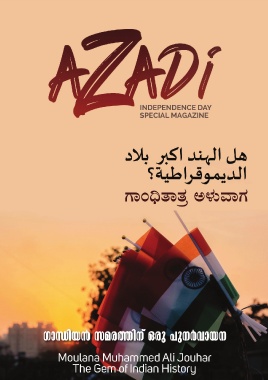 AZADi
INDEPENDENCE DAY
SPECIAL MAGAZINE
هل الهند اكبر بلاد
الديموقراطية؟
ಗಾಂಧಿತಾತ್ರ ಅಳುವಾಗ
ഗാന്ധിയൻ സമരത്തിന് ഒരു പുനർവായന
Moulana Muhammed Ali Jouhar
The Gem of Indian History